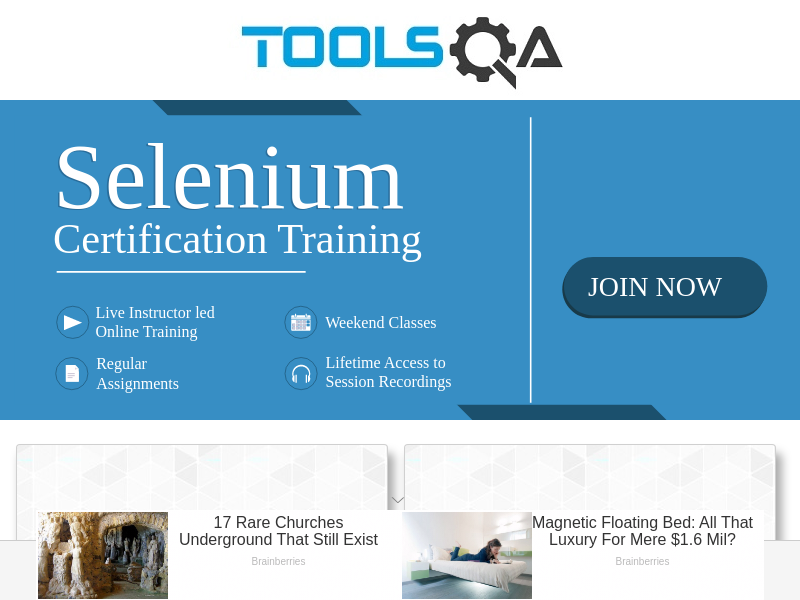 TOOLSQA
Selenium
Certification Training
JOIN NOW
Live Instructor led
Online Training
Weekend Classes
Regular
Assignments
Lifetime Access to
Session Recordings
17 Rare Churches
Underground That Still Exist
Brainberries
Magnetic Floating Bed: All That
Luxury For Mere $1.6 Mil?
Brainberries